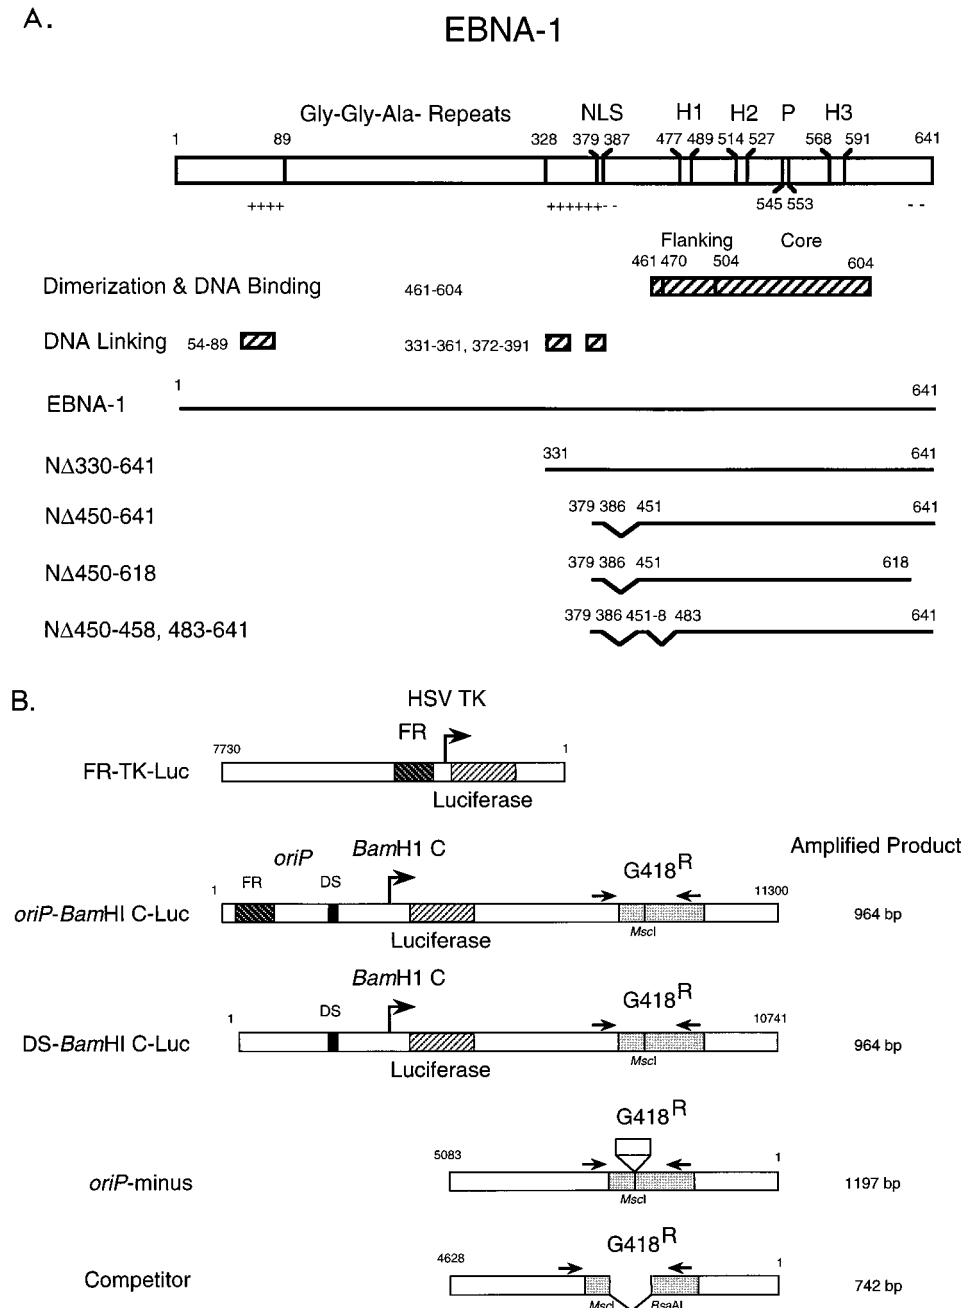 A.
EBNA-1
Gly-Gly-Ala- Repeats NLS H1 H2 P H3
1 89 328 379 387 477 489 514 527 568 591 641
++++ ++++++- - 545 553 - -
Flanking Core
461 470 504 604
Dimerization & DNA Binding 461-604
DNA Linking 54-89 331-361, 372-391
1 641
EBNA-1
331 641
NΔ330-641
379 386 451 641
NΔ450-641
379 386 451 618
NΔ450-618
379 386 451-8 483 641
NΔ450-458, 483-641
B.
HSV TK
FR
7730 1
FR-TK-Luc
Luciferase
Amplified Product
oriP BamH1 C G418R
1 FR DS 11300
oriP-BamHI C-Luc 964 bp
Luciferase MscI
BamH1 C G418R
1 DS 10741
DS-BamHI C-Luc 964 bp
Luciferase MscI
G418R
5083 1
oriP-minus 1197 bp
MscI
G418R
4628 1
Competitor 742 bp
MscI BsaAI